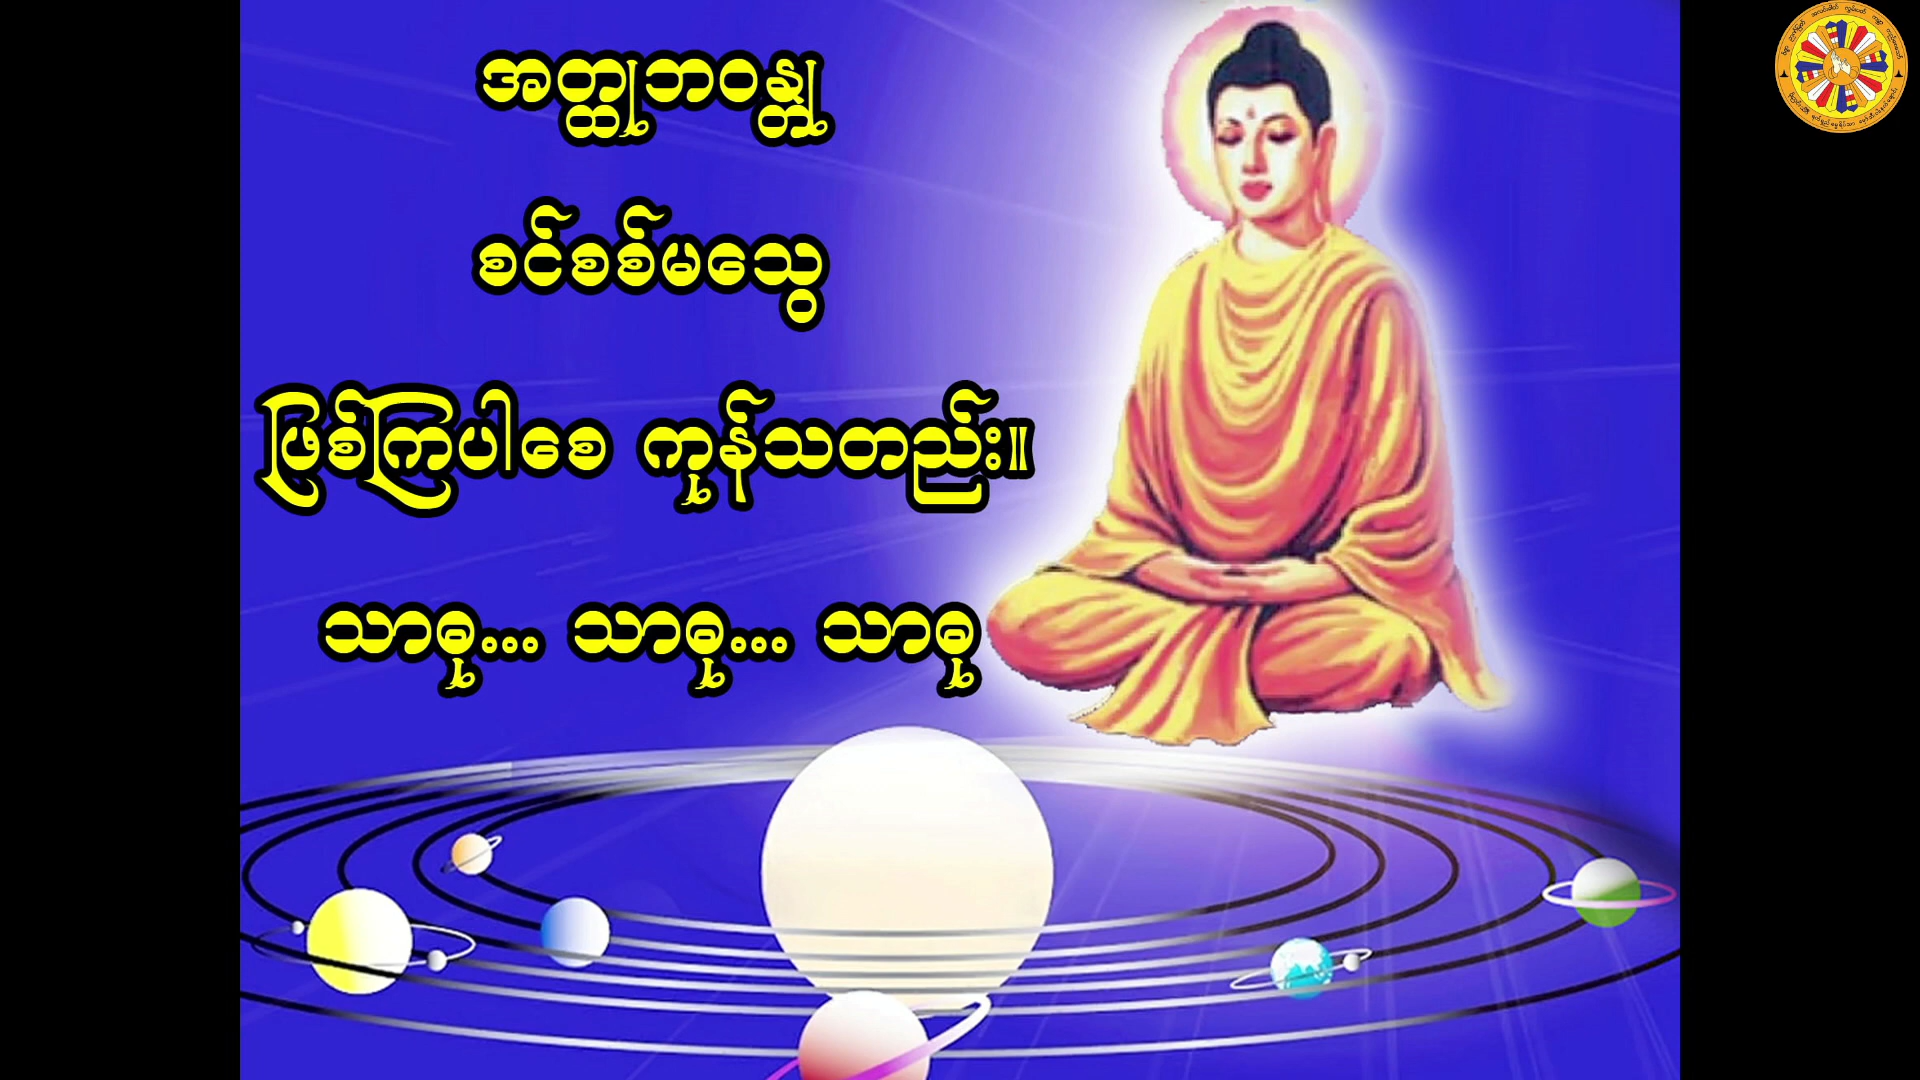 အတ္ထုဘဝန္တု
စင်စစ်မသွေ
ဖြစ်ကြပါစေ ကုန်သတည်း။
သာဓု... သာဓု... သာဓု